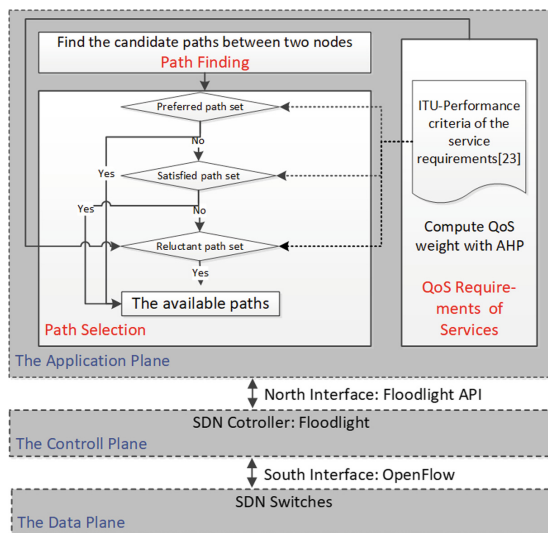 Find the candidate paths between two nodes
Path Finding
Preferred path set
No
Yes
Satisfied path set
Yes
No
Reluctant path set
Yes
The available paths
Path Selection
ITU-Performance
criteria of the
service
requirements[23]
Compute QoS
weight with AHP
QoS Require-
ments of
Services
The Application Plane
North Interface: Floodlight API
SDN Cotroller: Floodlight
The Controll Plane
South Interface: OpenFlow
SDN Switches
The Data Plane